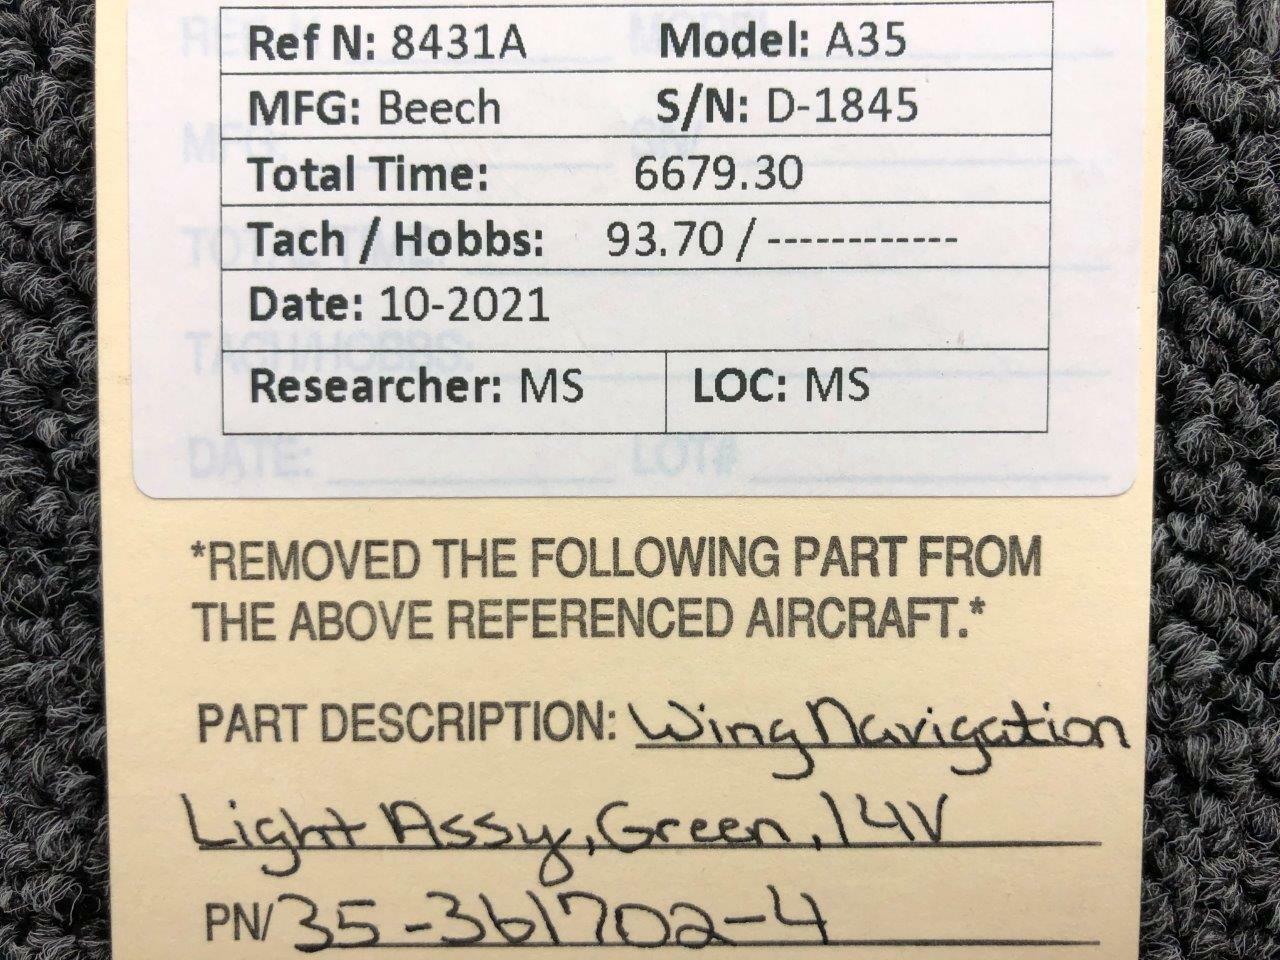 Ref N: 8431A Model: A35
MFG: Beech S/N: D-1845
Total Time: 6679.30
Tach / Hobbs: 93.70 / ------------
Date: 10-2021
Researcher: MS LOC: MS
DATE: LOT#
*REMOVED THE FOLLOWING PART FROM
THE ABOVE REFERENCED AIRCRAFT.*
PART DESCRIPTION: Wing Navigation
Light Assy, Green, 14V
PN/ 35-361702-4